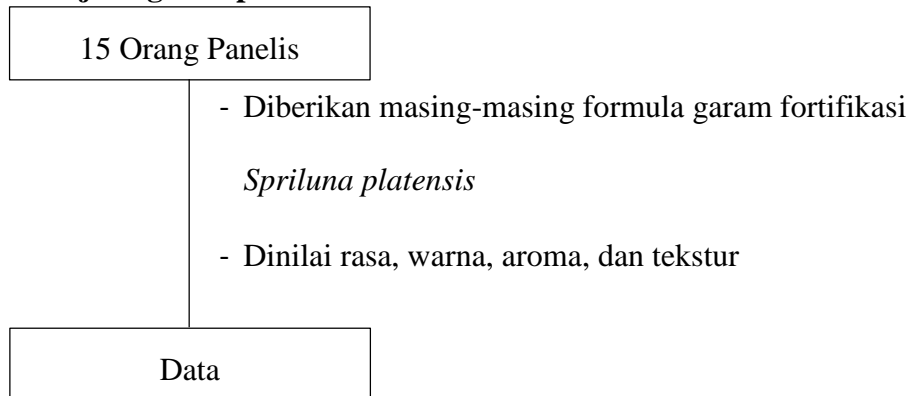 15 Orang Panelis
- Diberikan masing-masing formula garam fortifikasi
Spriluna platensis
- Dinilai rasa, warna, aroma, dan tekstur
Data